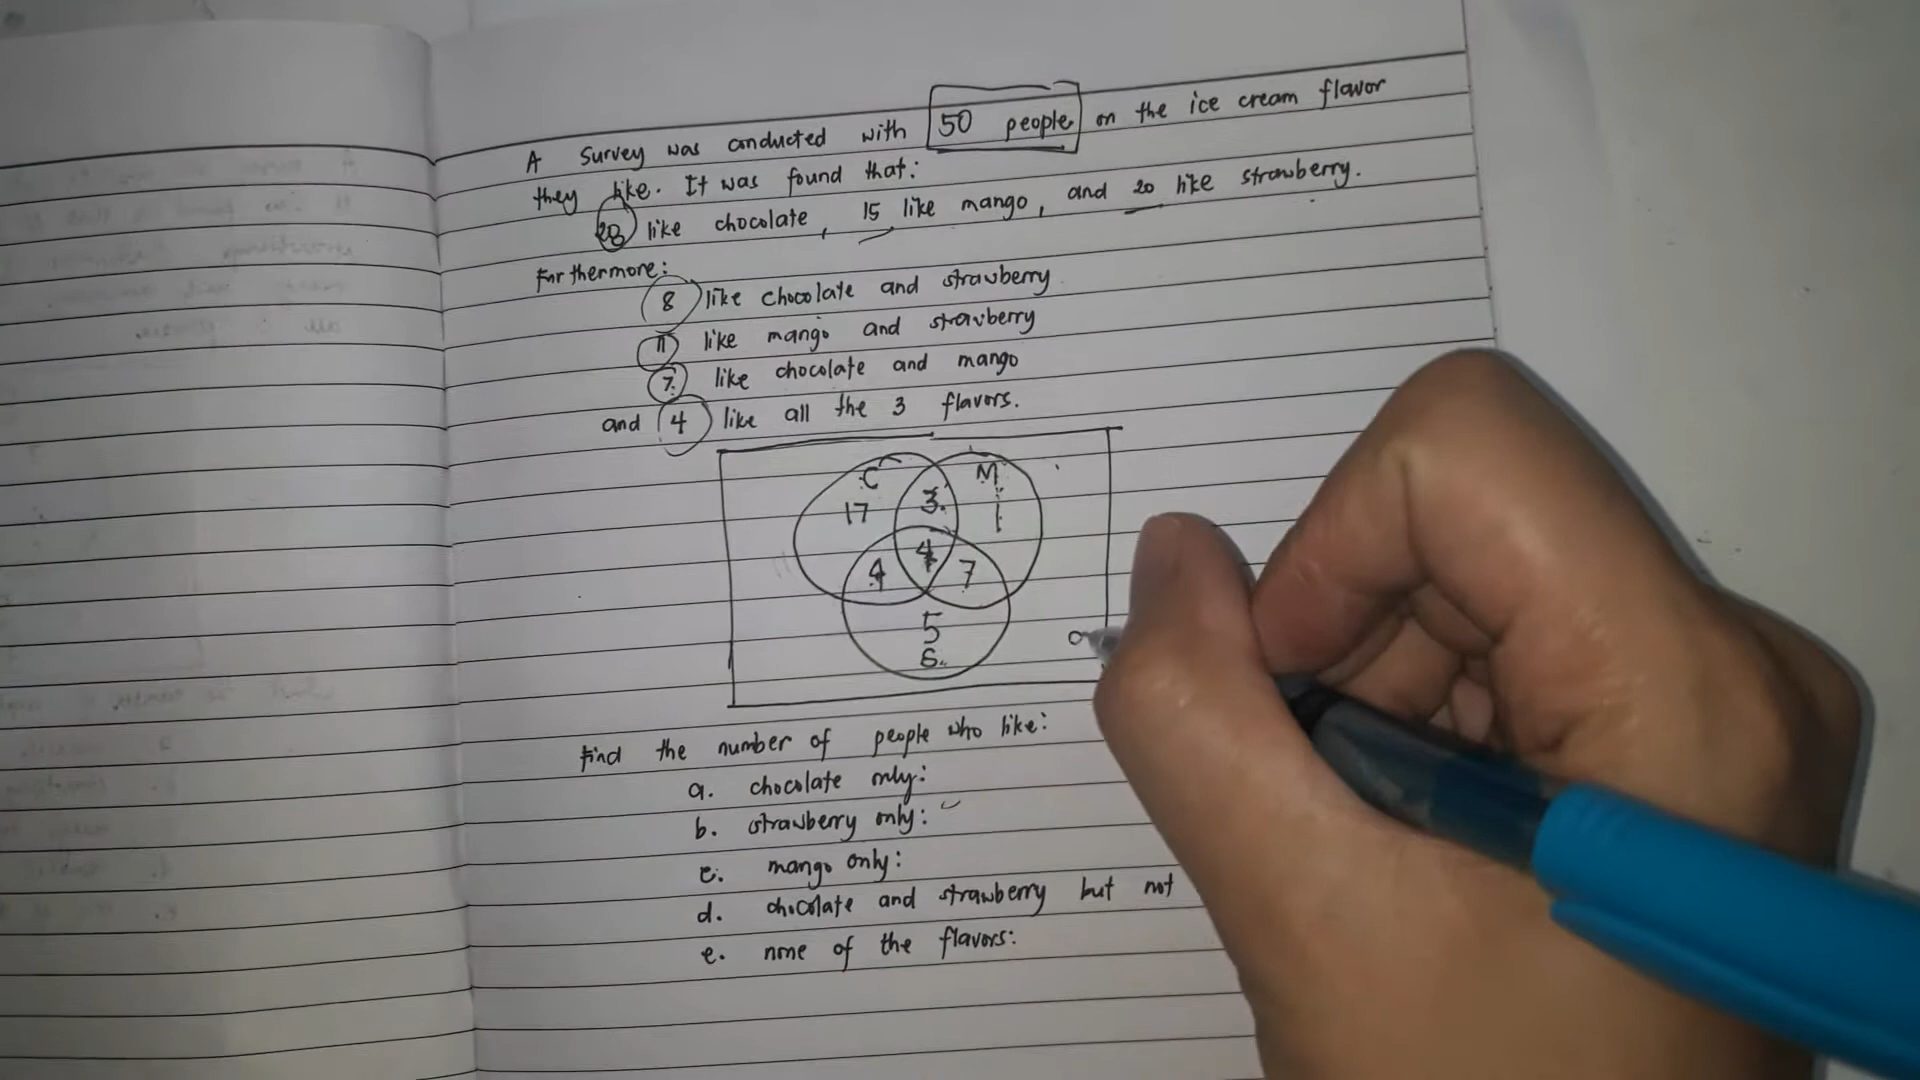 A survey was conducted with 50 people on the ice cream flavor
they like. It was found that:
28 like chocolate, 15 like mango, and 20 like strawberry.
Forthermore:
8 like chocolate and strawberry
11 like mango and strawberry
7 like chocolate and mango
and 4 like all the 3 flavors.
C M
17 3 1
4
4 7
5
S
Find the number of people who like:
a. chocolate only:
b. strawberry only:
c. mango only:
d. chocolate and strawberry but not
e. none of the flavors: